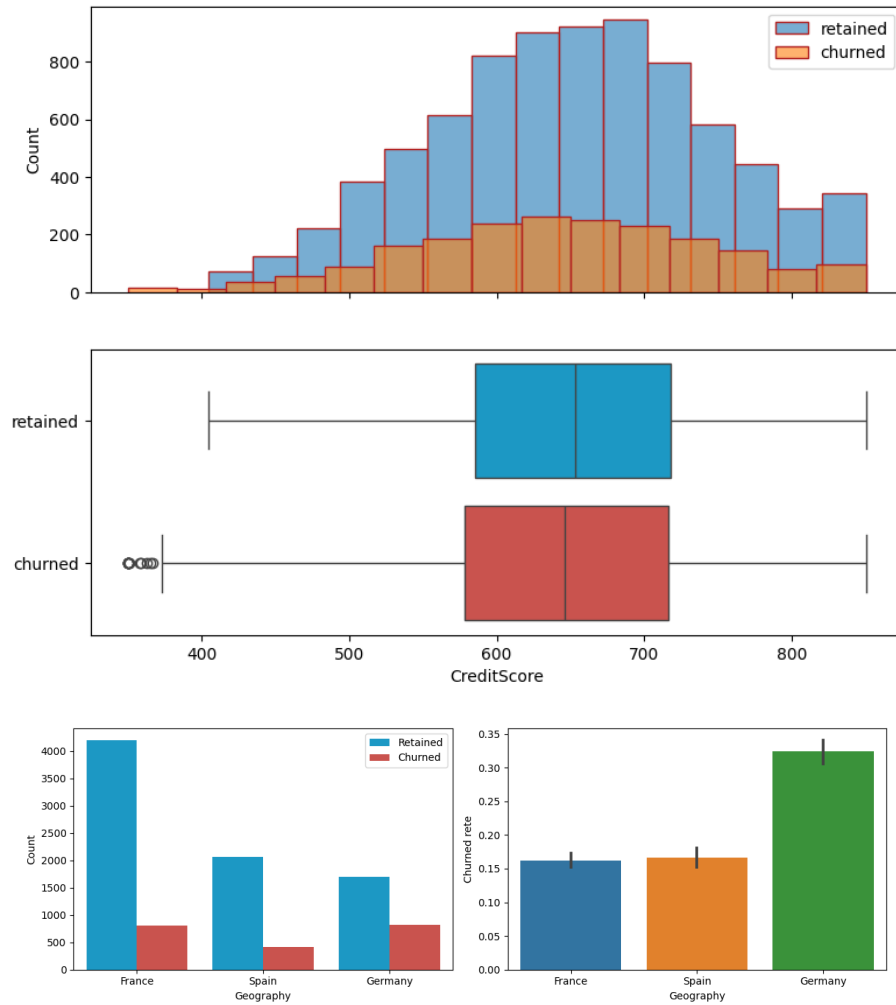 retained
churned
Count
800
600
400
200
0
retained
churned
400 500 600 700 800
CreditScore
Retained
Churned
Count
4000
3500
3000
2500
2000
1500
1000
500
0
France Spain Germany
Geography
Churned rete
0.35
0.30
0.25
0.20
0.15
0.10
0.05
0.00
France Spain Germany
Geography